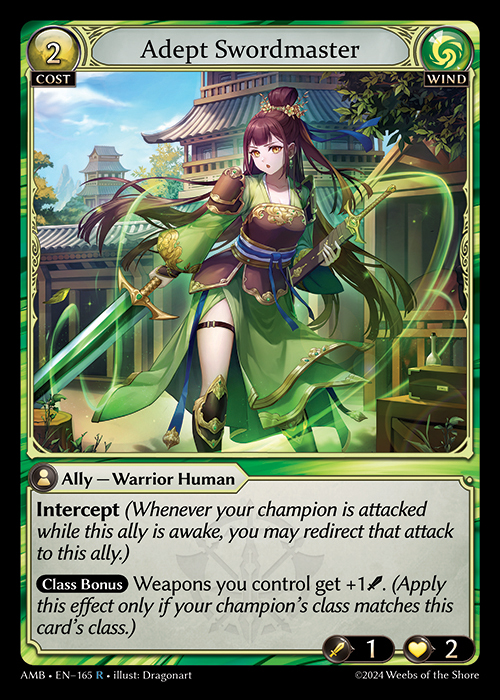 2
Adept Swordmaster
COST
WIND
Ally — Warrior Human
Intercept (Whenever your champion is attacked
while this ally is awake, you may redirect that attack
to this ally.)
Class Bonus Weapons you control get +1. (Apply
this effect only if your champion's class matches this
card's class.)
1
2
AMB • EN–165 R • illust: Dragonart
©2024 Weebs of the Shore